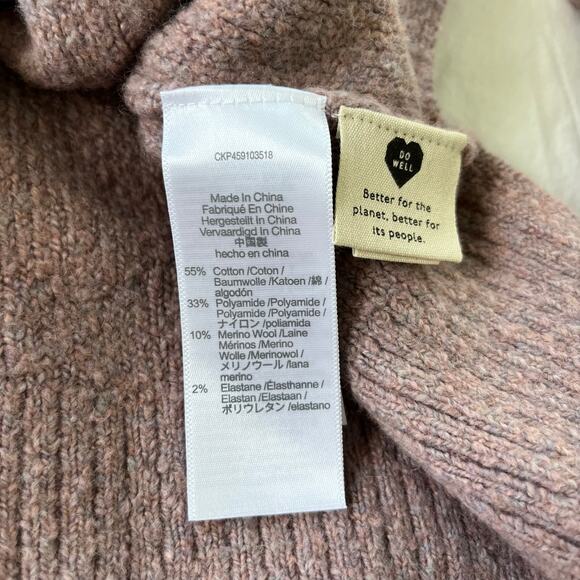 CKP459103518
Made In China
Fabriqué En Chine
Hergestellt In China
Vervaardigd In China
中国製
hecho en china
55% Cotton /Coton /
Baumwolle /Katoen /綿 /
algodón
33% Polyamide /Polyamide /
Polyamide /Polyamide /
ナイロン /poliamida
10% Merino Wool /Laine
Mérinos /Merino
Wolle /Merinowol /
メリノウール /lana
merino
2% Elastane /Élasthanne /
Elastan /Elastaan /
ポリウレタン /elastano
DO
WELL
Better for the
planet, better for
its people.